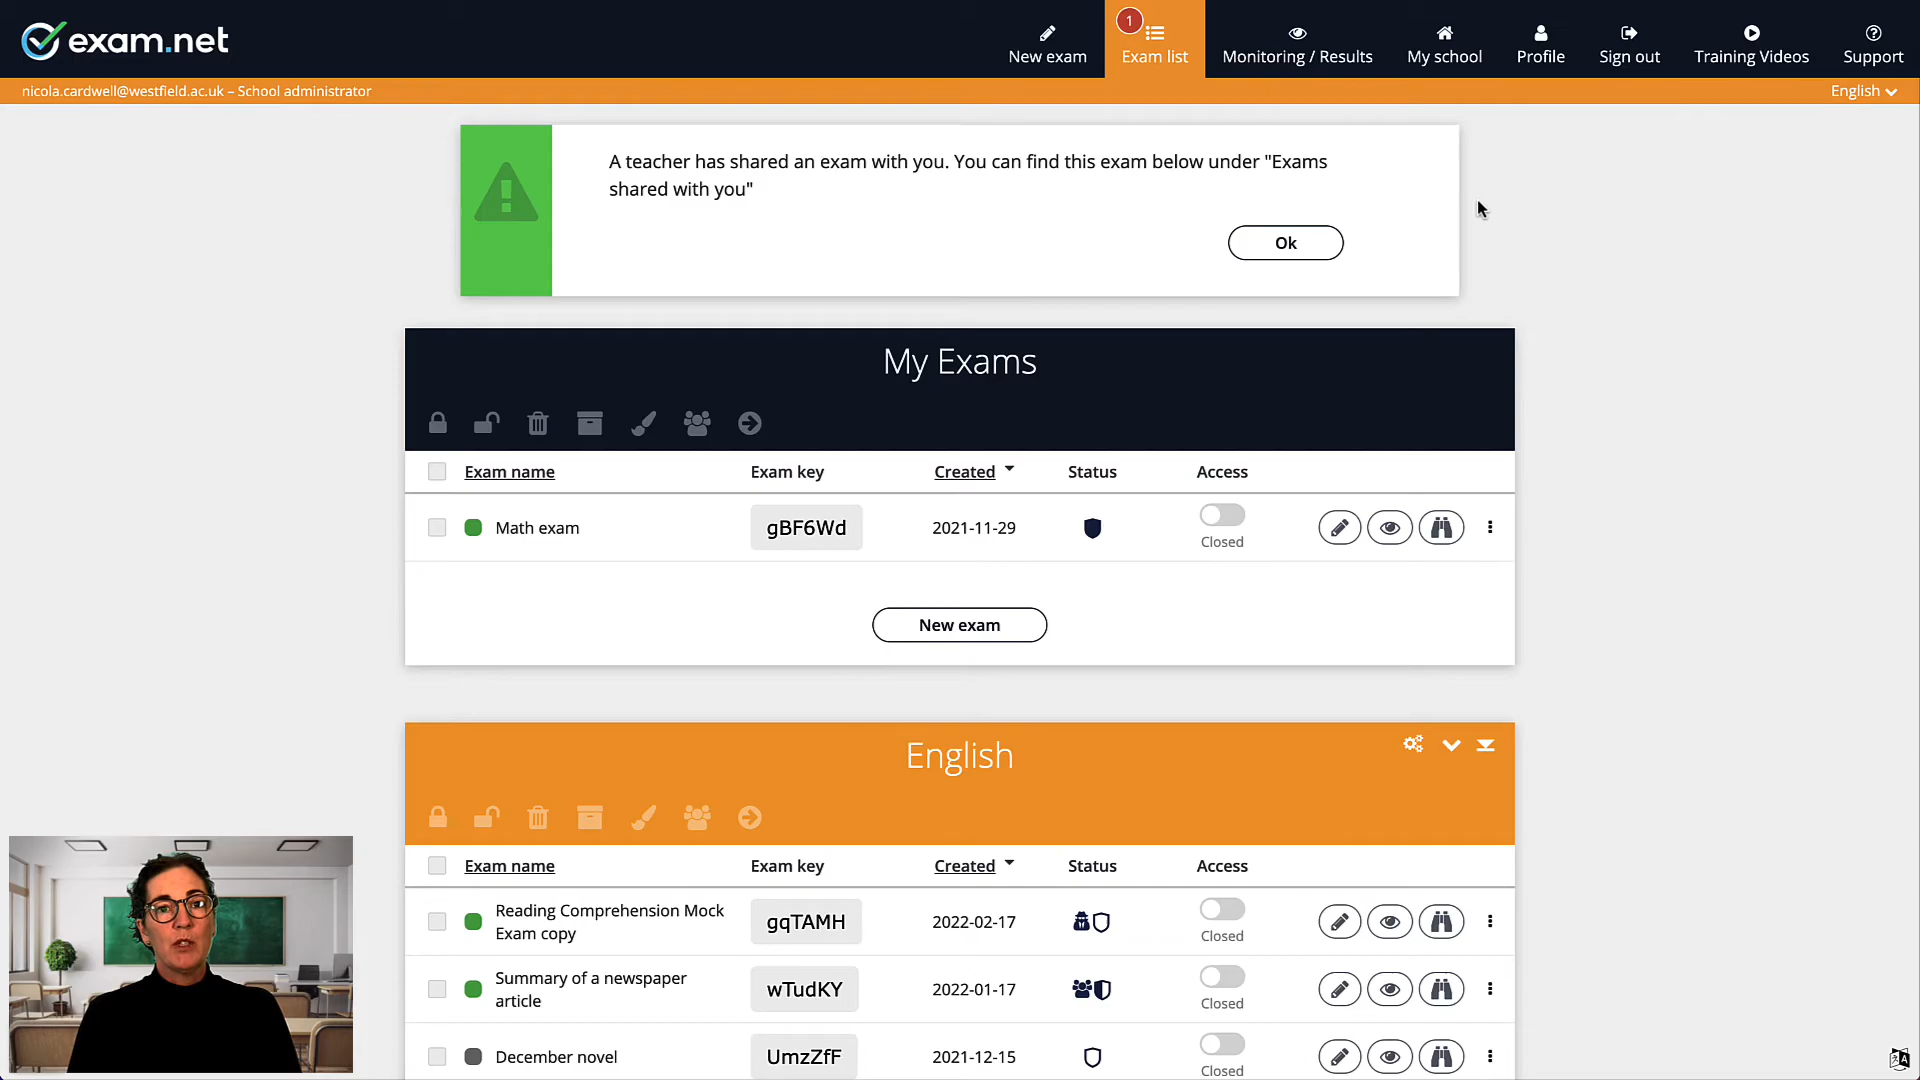 exam.net
New exam
1
Exam list
Monitoring / Results
My school
Profile
Sign out
Training Videos
Support
nicola.cardwell@westfield.ac.uk – School administrator
English
A teacher has shared an exam with you. You can find this exam below under "Exams
shared with you"
Ok
My Exams
Exam name Exam key Created Status Access
Math exam gBF6Wd 2021-11-29 Closed
New exam
English
Exam name Exam key Created Status Access
Reading Comprehension Mock
Exam copy
gqTAMH 2022-02-17 Closed
Summary of a newspaper
article
wTudKY 2022-01-17 Closed
December novel UmzZfF 2021-12-15 Closed